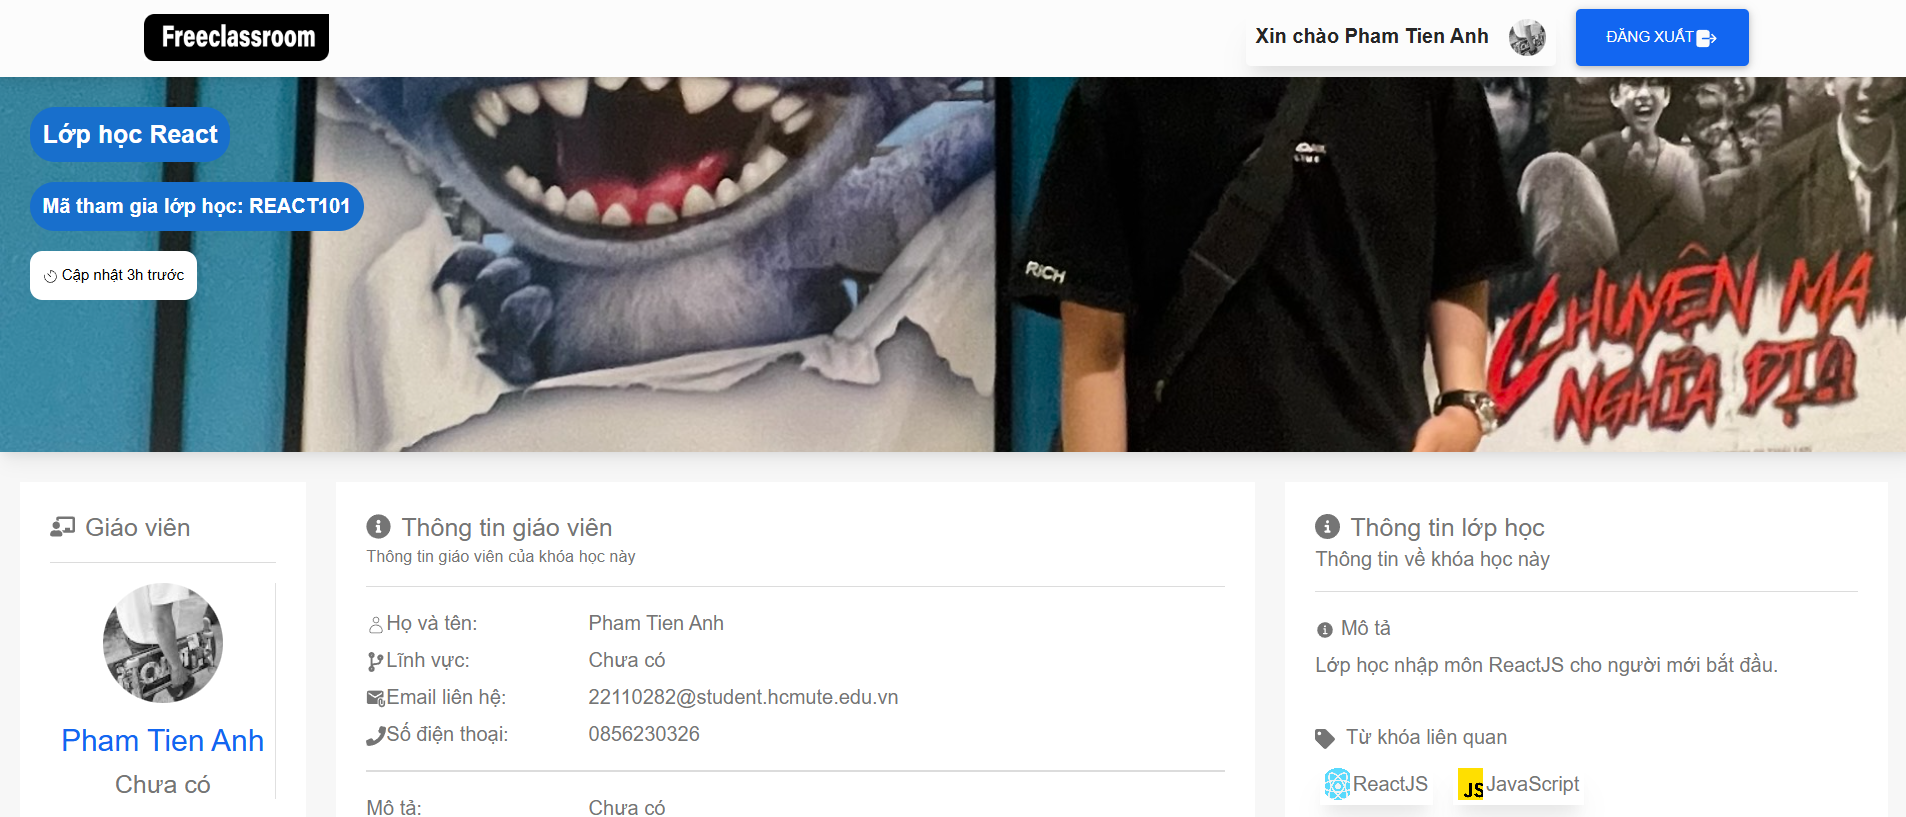 Freeclassroom
Xin chào Pham Tien Anh
ĐĂNG XUẤT
Lớp học React
Mã tham gia lớp học: REACT101
Cập nhật 3h trước
RICH
CHUYỆN MA
NGHĨA ĐỊA
Giáo viên
Pham Tien Anh
Chưa có
Thông tin giáo viên
Thông tin giáo viên của khóa học này
Họ và tên: Pham Tien Anh
Lĩnh vực: Chưa có
Email liên hệ: 22110282@student.hcmute.edu.vn
Số điện thoại: 0856230326
Mô tả: Chưa có
Thông tin lớp học
Thông tin về khóa học này
Mô tả
Lớp học nhập môn ReactJS cho người mới bắt đầu.
Từ khóa liên quan
ReactJS
JS JavaScript